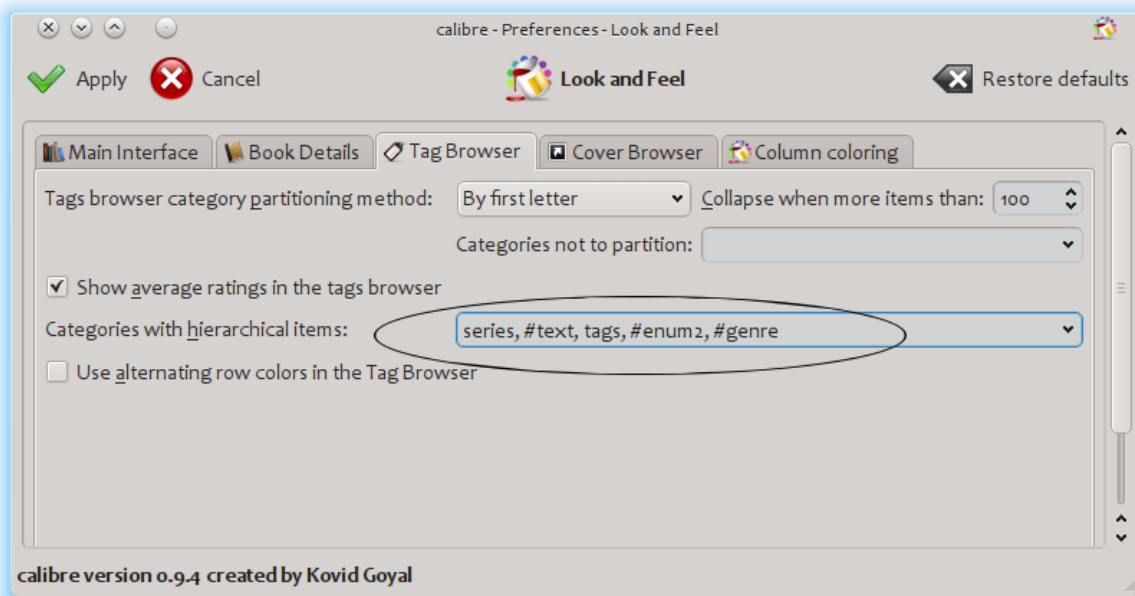 calibre - Preferences - Look and Feel
Apply Cancel Look and Feel Restore defaults
Main Interface Book Details Tag Browser Cover Browser Column coloring
Tags browser category partitioning method: By first letter Collapse when more items than: 100
Categories not to partition:
Show average ratings in the tags browser
Categories with hierarchical items: series, #text, tags, #enum2, #genre
Use alternating row colors in the Tag Browser
calibre version 0.9.4 created by Kovid Goyal